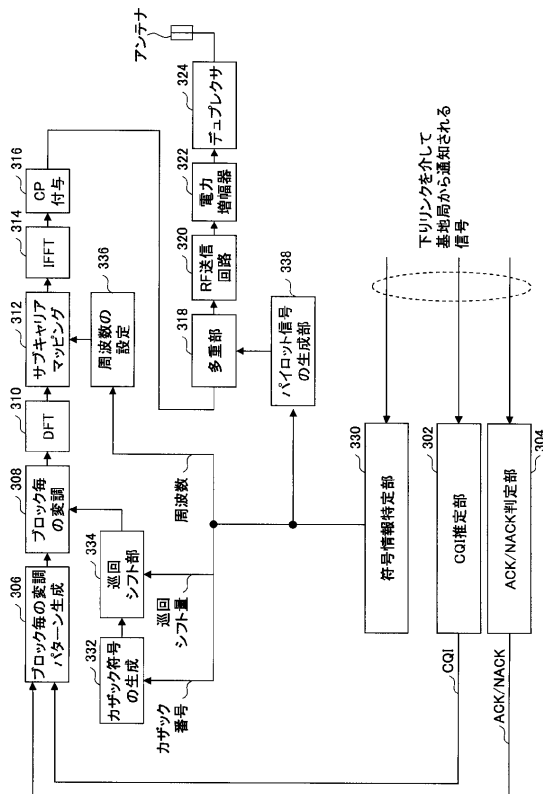 306
ブロック毎の変調
パターン生成
308
ブロック毎
の変調
310
DFT
312
サブキャリア
マッピング
314
IFFT
316
CP
付与
332
カザック符号
の生成
334
巡回
シフト部
336
周波数の
設定
カザック
番号
巡回
シフト量
周波数
318
多重部
320
RF送信
回路
322
電力
増幅器
324
デュプレクサ
アンテナ
338
パイロット信号
の生成部
330
符号情報特定部
302
CQI推定部
304
ACK/NACK判定部
CQI
ACK/NACK
下りリンクを介して
基地局から通知される
信号